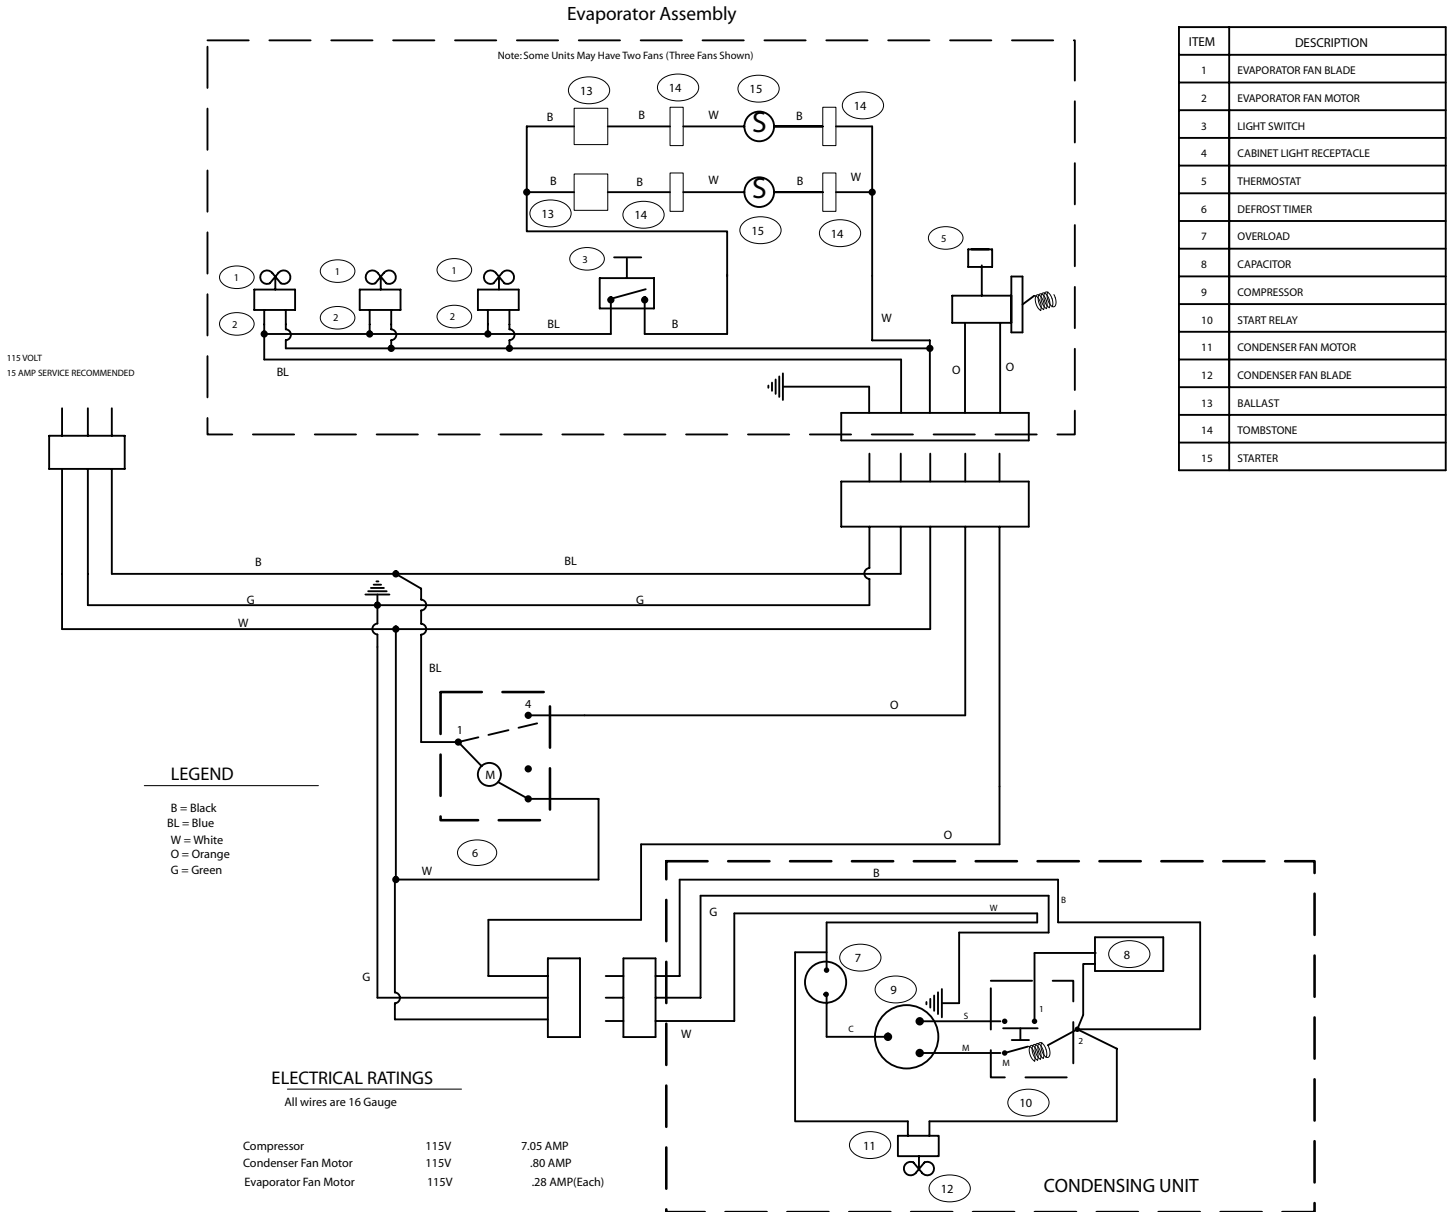 Evaporator Assembly
Note: Some Units May Have Two Fans (Three Fans Shown)
13
14
15
14
B
B
W
B
B
B
W
B
W
13
14
15
14
5
1
1
1
3
2
2
2
BL
B
W
BL
O
O
115 VOLT
15 AMP SERVICE RECOMMENDED
ITEM DESCRIPTION
1 EVAPORATOR FAN BLADE
2 EVAPORATOR FAN MOTOR
3 LIGHT SWITCH
4 CABINET LIGHT RECEPTACLE
5 THERMOSTAT
6 DEFROST TIMER
7 OVERLOAD
8 CAPACITOR
9 COMPRESSOR
10 START RELAY
11 CONDENSER FAN MOTOR
12 CONDENSER FAN BLADE
13 BALLAST
14 TOMBSTONE
15 STARTER
S
S
B
BL
G
G
W
BL
4
1
M
O
6
W
O
LEGEND
B = Black
BL = Blue
W = White
O = Orange
G = Green
B
B
G
W
7
8
9
G
S
1
C
M
M
2
W
10
11
12
CONDENSING UNIT
ELECTRICAL RATINGS
All wires are 16 Gauge
Compressor 115V 7.05 AMP
Condenser Fan Motor 115V .80 AMP
Evaporator Fan Motor 115V .28 AMP(Each)